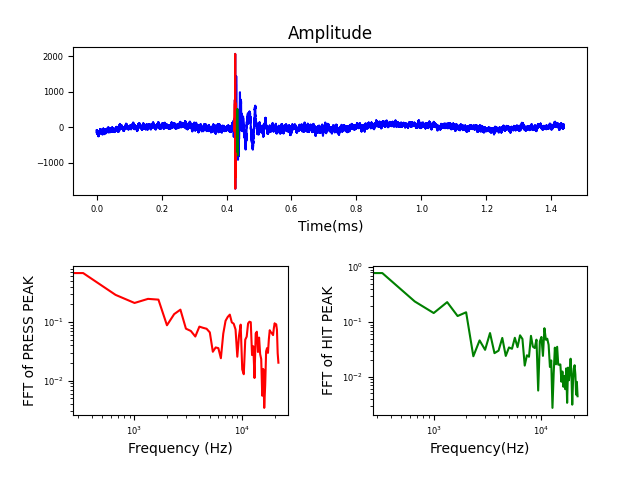 Amplitude
2000
1000
0
−1000
0.0 0.2 0.4 0.6 0.8 1.0 1.2 1.4
Time(ms)
FFT of PRESS PEAK
10⁻¹
10⁻²
10³ 10⁴
Frequency (Hz)
FFT of HIT PEAK
10⁰
10⁻¹
10⁻²
10³ 10⁴
Frequency(Hz)